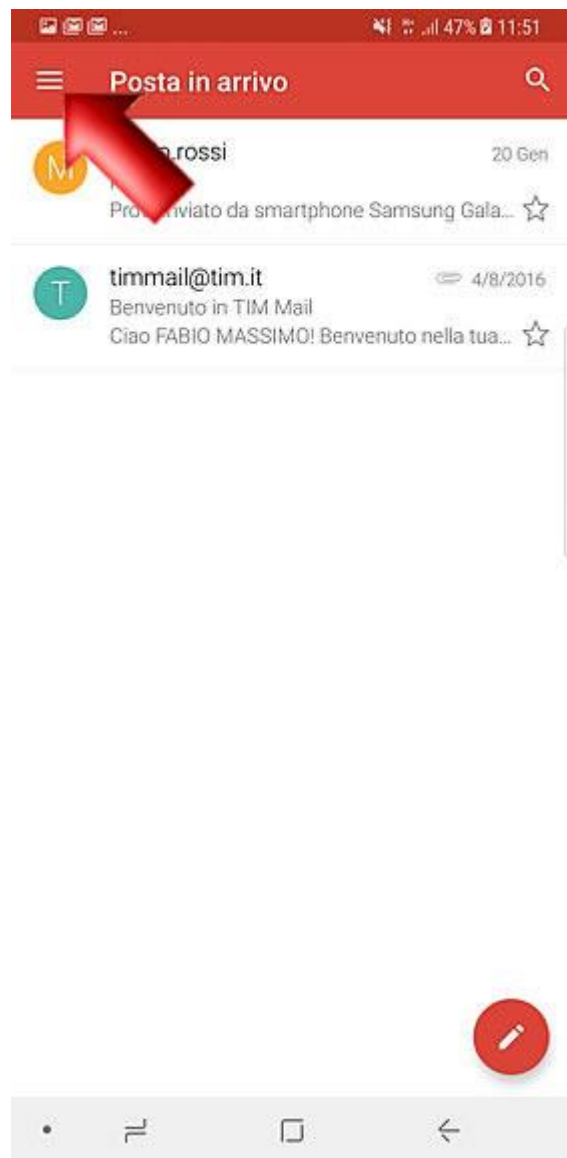 ... 47% 11:51
Posta in arrivo
M .rossi 20 Gen
inviato da smartphone Samsung Gala... 
T timmail@tim.it 4/8/2016
Benvenuto in TIM Mail
Ciao FABIO MASSIMO! Benvenuto nella tua...